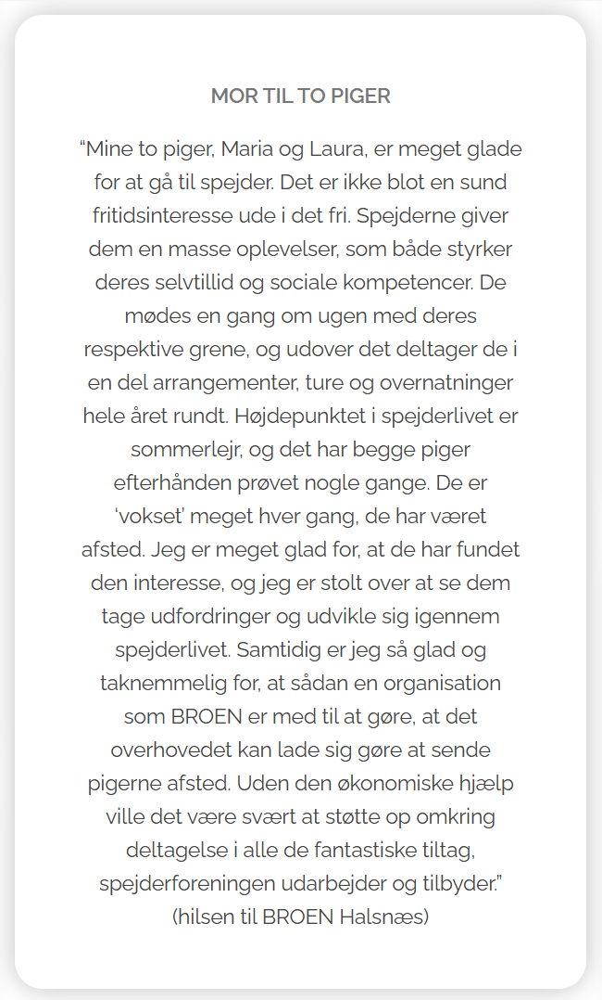 MOR TIL TO PIGER
“Mine to piger, Maria og Laura, er meget glade
for at gå til spejder. Det er ikke blot en sund
fritidsinteresse ude i det fri. Spejderne giver
dem en masse oplevelser, som både styrker
deres selvtillid og sociale kompetencer. De
mødes en gang om ugen med deres
respektive grene, og udover det deltager de i
en del arrangementer, ture og overnatninger
hele året rundt. Højdepunktet i spejderlivet er
sommerlejr, og det har begge piger
efterhånden prøvet nogle gange. De er
‘vokset’ meget hver gang, de har været
afsted. Jeg er meget glad for, at de har fundet
den interesse, og jeg er stolt over at se dem
tage udfordringer og udvikle sig igennem
spejderlivet. Samtidig er jeg så glad og
taknemmelig for, at sådan en organisation
som BROEN er med til at gøre, at det
overhovedet kan lade sig gøre at sende
pigerne afsted. Uden den økonomiske hjælp
ville det være svært at støtte op omkring
deltagelse i alle de fantastiske tiltag,
spejderforeningen udarbejder og tilbyder.”
(hilsen til BROEN Halsnæs)